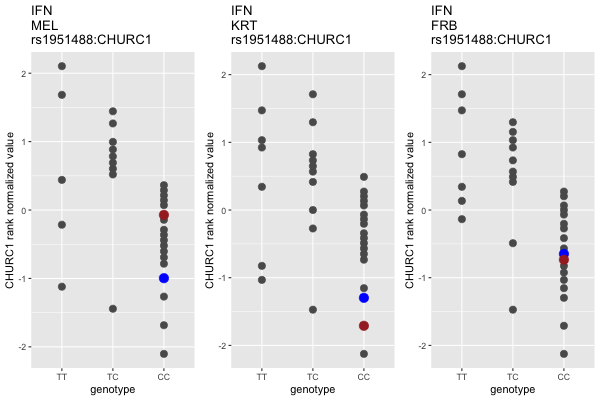 IFN
MEL
rs1951488:CHURC1
CHURC1 rank normalized value
2
1
0
-1
-2
TT
TC
CC
genotype
IFN
KRT
rs1951488:CHURC1
CHURC1 rank normalized value
2
1
0
-1
-2
TT
TC
CC
genotype
IFN
FRB
rs1951488:CHURC1
CHURC1 rank normalized value
2
1
0
-1
-2
TT
TC
CC
genotype